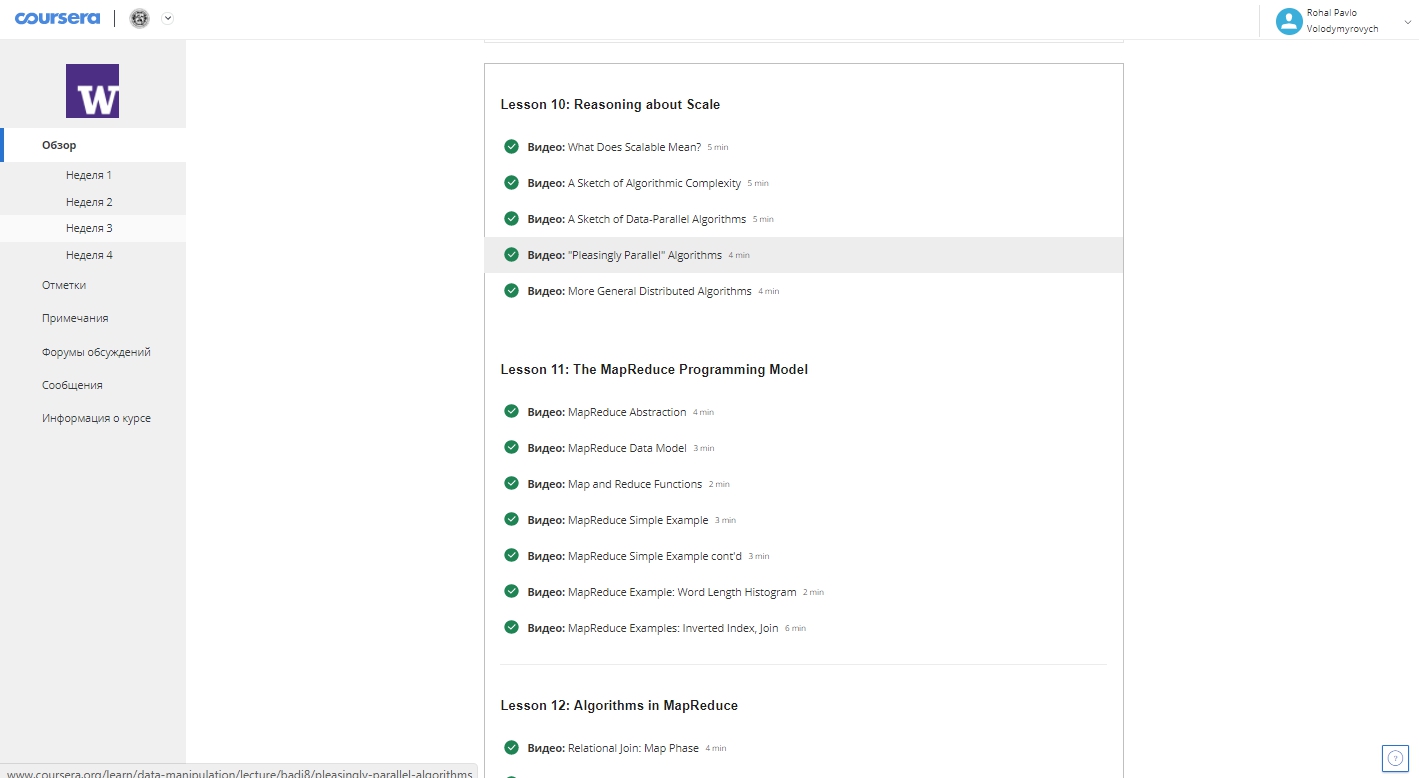 coursera
Rohal Pavlo
Volodymyrovych
W
Обзор
Неделя 1
Неделя 2
Неделя 3
Неделя 4
Отметки
Примечания
Форумы обсуждений
Сообщения
Информация о курсе
Lesson 10: Reasoning about Scale
Видео: What Does Scalable Mean? 5 min
Видео: A Sketch of Algorithmic Complexity 5 min
Видео: A Sketch of Data-Parallel Algorithms 5 min
Видео: "Pleasingly Parallel" Algorithms 4 min
Видео: More General Distributed Algorithms 4 min
Lesson 11: The MapReduce Programming Model
Видео: MapReduce Abstraction 4 min
Видео: MapReduce Data Model 3 min
Видео: Map and Reduce Functions 2 min
Видео: MapReduce Simple Example 3 min
Видео: MapReduce Simple Example cont'd 3 min
Видео: MapReduce Example: Word Length Histogram 2 min
Видео: MapReduce Examples: Inverted Index, Join 6 min
Lesson 12: Algorithms in MapReduce
Видео: Relational Join: Map Phase 4 min
?
www.coursera.org/learn/data-manipulation/lecture/badi8/pleasingly-parallel-algorithms